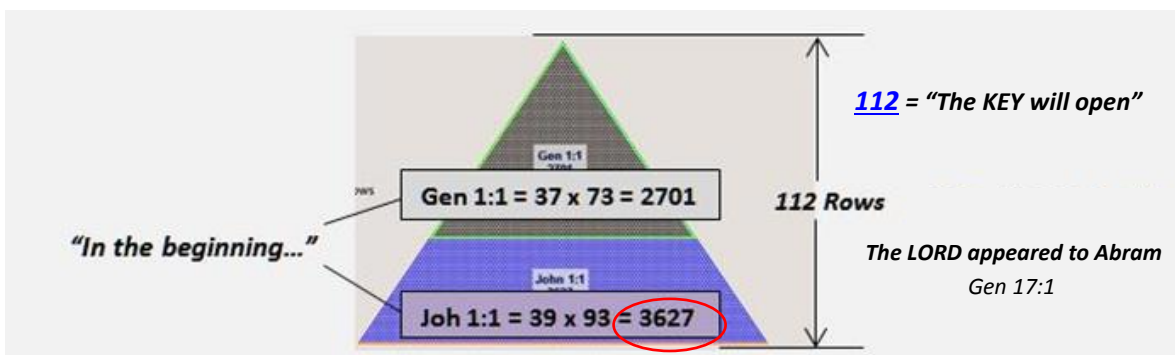 112 = “The KEY will open”
Gen 1:1
Gen 1:1 = 37 x 73 = 2701
112 Rows
“In the beginning...”
The LORD appeared to Abram
Gen 17:1
John 1:1
Joh 1:1 = 39 x 93 = 3627